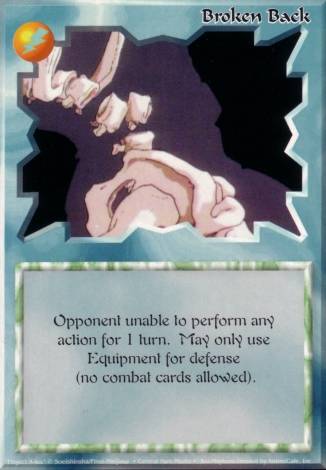 Broken Back
Opponent unable to perform any
action for 1 turn. May only use
Equipment for defense
(no combat cards allowed).